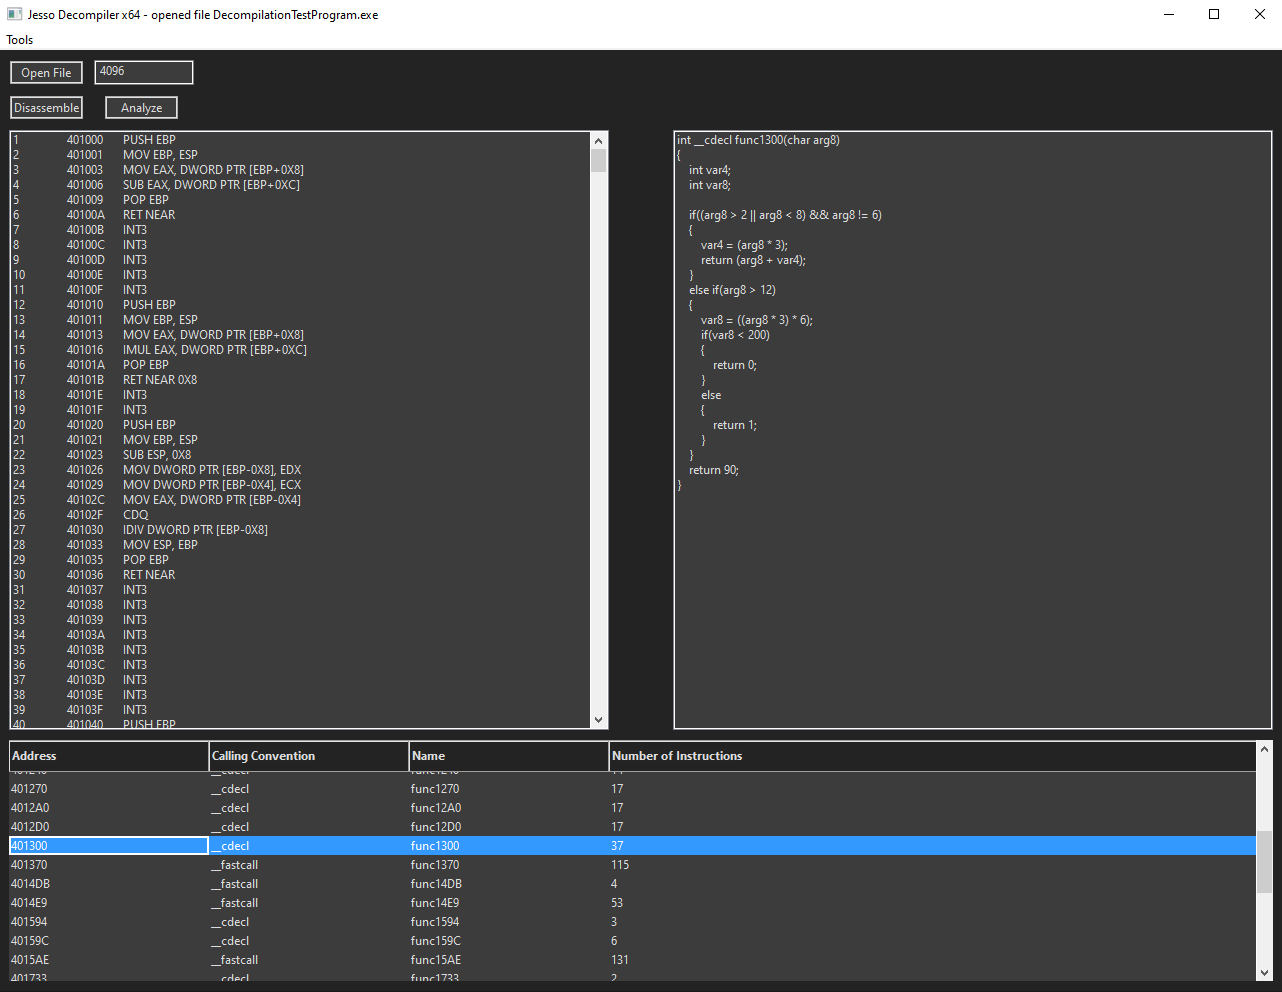 Jesso Decompiler x64 - opened file DecompilationTestProgram.exe
Tools
Open File 4096
Disassemble Analyze
1 401000 PUSH EBP
2 401001 MOV EBP, ESP
3 401003 MOV EAX, DWORD PTR [EBP+0X8]
4 401006 SUB EAX, DWORD PTR [EBP+0XC]
5 401009 POP EBP
6 40100A RET NEAR
7 40100B INT3
8 40100C INT3
9 40100D INT3
10 40100E INT3
11 40100F INT3
12 401010 PUSH EBP
13 401011 MOV EBP, ESP
14 401013 MOV EAX, DWORD PTR [EBP+0X8]
15 401016 IMUL EAX, DWORD PTR [EBP+0XC]
16 40101A POP EBP
17 40101B RET NEAR 0X8
18 40101E INT3
19 40101F INT3
20 401020 PUSH EBP
21 401021 MOV EBP, ESP
22 401023 SUB ESP, 0X8
23 401026 MOV DWORD PTR [EBP-0X8], EDX
24 401029 MOV DWORD PTR [EBP-0X4], ECX
25 40102C MOV EAX, DWORD PTR [EBP-0X4]
26 40102F CDQ
27 401030 IDIV DWORD PTR [EBP-0X8]
28 401033 MOV ESP, EBP
29 401035 POP EBP
30 401036 RET NEAR
31 401037 INT3
32 401038 INT3
33 401039 INT3
34 40103A INT3
35 40103B INT3
36 40103C INT3
37 40103D INT3
38 40103E INT3
39 40103F INT3
40 401040 PUSH EBP
int __cdecl func1300(char arg8)
{
int var4;
int var8;
if((arg8 > 2 || arg8 < 8) && arg8 != 6)
{
var4 = (arg8 * 3);
return (arg8 + var4);
}
else if(arg8 > 12)
{
var8 = ((arg8 * 3) * 6);
if(var8 < 200)
{
return 0;
}
else
{
return 1;
}
}
return 90;
}
Address Calling Convention Name Number of Instructions
401270 __cdecl func1270 17
4012A0 __cdecl func12A0 17
4012D0 __cdecl func12D0 17
401300 __cdecl func1300 37
401370 __fastcall func1370 115
4014DB __fastcall func14DB 4
4014E9 __fastcall func14E9 53
401594 __cdecl func1594 3
40159C __cdecl func159C 6
4015AE __fastcall func15AE 131
401733 __cdecl func1733 2